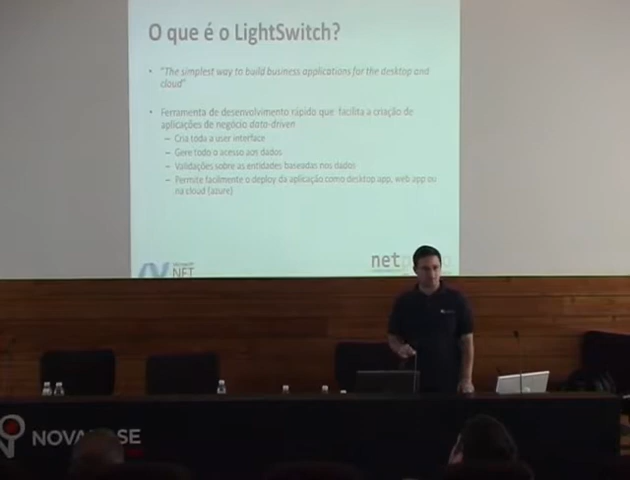 O que é o LightSwitch?
• "The simplest way to build business applications for the desktop and
cloud"
• Ferramenta de desenvolvimento rápido que facilita a criação de
aplicações de negócio data-driven
– Cria toda a user interface
– Gere todo o acesso aos dados
– Validações sobre as entidades baseadas nos dados
– Permite facilmente o deploy da aplicação como desktop app, web app ou
na cloud (azure)
NET
net
NOVA SE